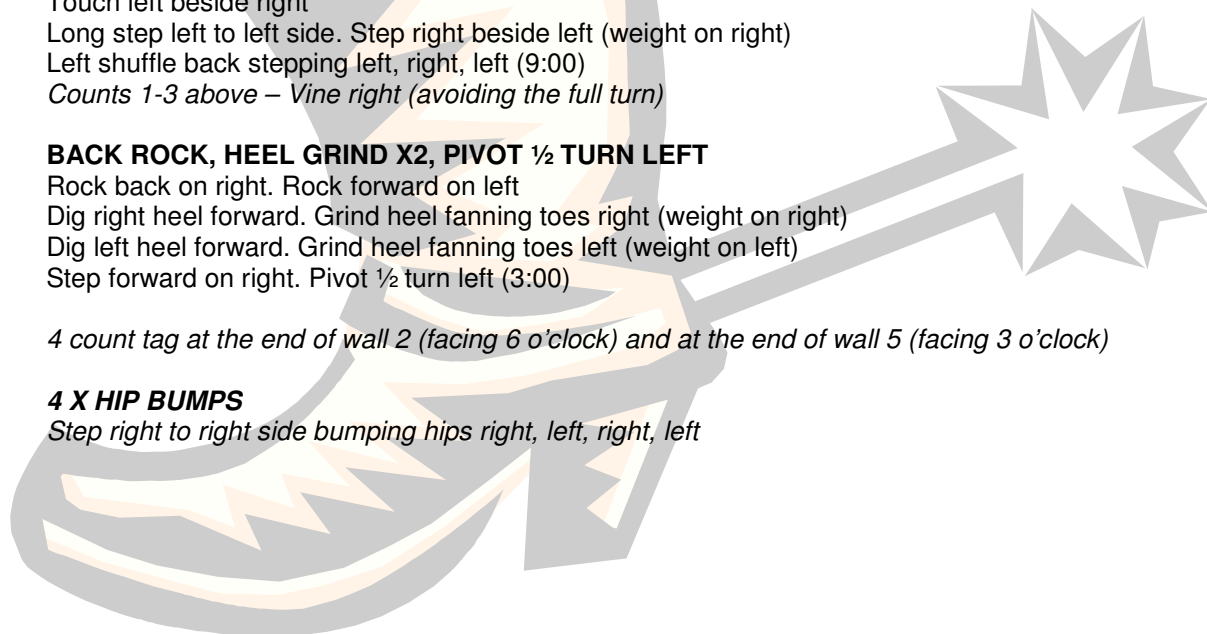 Touch left beside right
Long step left to left side. Step right beside left (weight on right)
Left shuffle back stepping left, right, left (9:00)
Counts 1-3 above – Vine right (avoiding the full turn)
BACK ROCK, HEEL GRIND X2, PIVOT ½ TURN LEFT
Rock back on right. Rock forward on left
Dig right heel forward. Grind heel fanning toes right (weight on right)
Dig left heel forward. Grind heel fanning toes left (weight on left)
Step forward on right. Pivot ½ turn left (3:00)
4 count tag at the end of wall 2 (facing 6 o’clock) and at the end of wall 5 (facing 3 o’clock)
4 X HIP BUMPS
Step right to right side bumping hips right, left, right, left